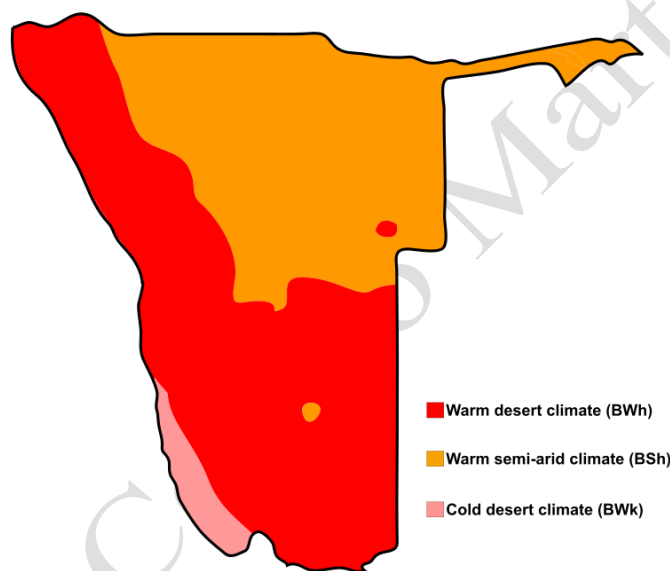 Warm desert climate (BWh)
Warm semi-arid climate (BSh)
Cold desert climate (BWk)